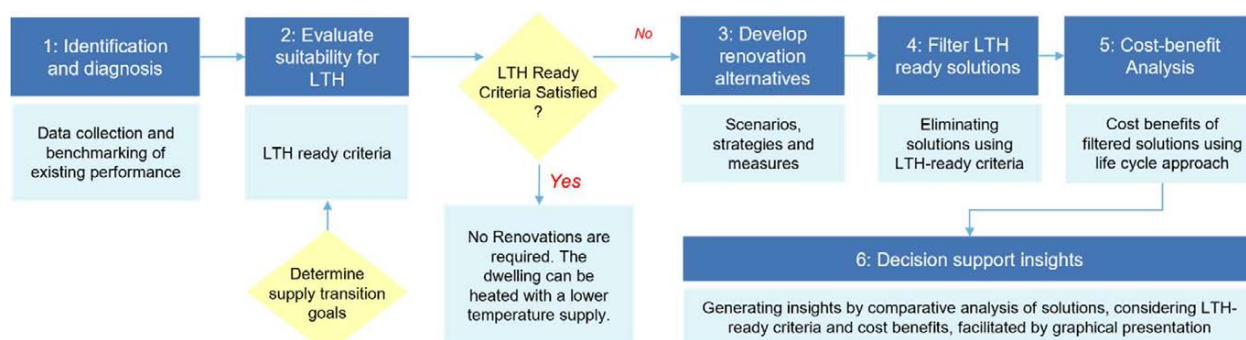 1: Identification
and diagnosis
Data collection and
benchmarking of
existing performance
2: Evaluate
suitability for
LTH
LTH ready criteria
Determine
supply transition
goals
LTH Ready
Criteria Satisfied
?
Yes
No Renovations are
required. The
dwelling can be
heated with a lower
temperature supply.
No
3: Develop
renovation
alternatives
Scenarios,
strategies and
measures
4: Filter LTH
ready solutions
Eliminating
solutions using
LTH-ready criteria
5: Cost-benefit
Analysis
Cost benefits of
filtered solutions using
life cycle approach
6: Decision support insights
Generating insights by comparative analysis of solutions, considering LTH-
ready criteria and cost benefits, facilitated by graphical presentation